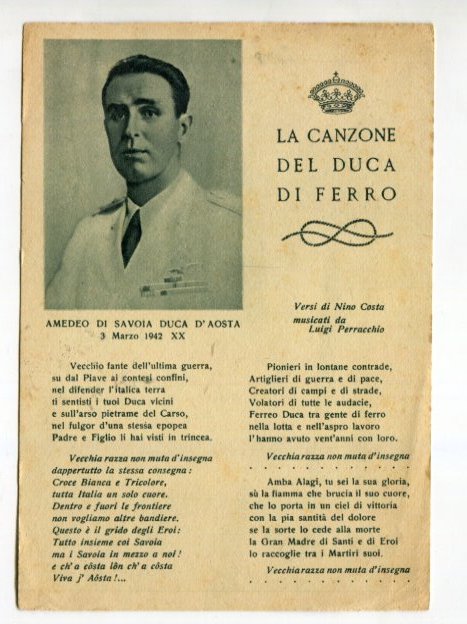 LA CANZONE
DEL DUCA
DI FERRO
Versi di Nino Costa
musicati da
Luigi Perracchio
AMEDEO DI SAVOIA DUCA D'AOSTA
3 Marzo 1942 XX
Vecchio fante dell'ultima guerra,
su dal Piave ai contesi confini,
nel difender l'italica terra
ti sentisti i tuoi Duca vicini
e sull'arso pietrame del Carso,
nel fulgor d'una stessa epopea
Padre e Figlio li hai visti in trincea.
Vecchia razza non muta d'insegna
dappertutto la stessa consegna:
Croce Bianca e Tricolore,
tutta Italia un solo cuore.
Dentro e fuori le frontiere
non vogliamo altre bandiere.
Questo è il grido degli Eroi:
Tutto insieme coi Savoia
ma i Savoia in mezzo a noi!
e ch'a côsta lôn ch'a côsta
Viva j' Aôsta!...
Pionieri in lontane contrade,
Artiglieri di guerra e di pace,
Creatori di campi e di strade,
Volatori di tutte le audacie,
Ferreo Duca tra gente di ferro
nella lotta e nell'aspro lavoro
l'hanno avuto vent'anni con loro.
Vecchia razza non muta d'insegna
. . . . . . . . . . . . . . .
Amba Alagi, tu sei la sua gloria,
sù la fiamma che brucia il suo cuore,
che lo porta in un ciel di vittoria
con la pia santità del dolore
se la sorte lo cede alla morte
la Gran Madre di Santi e di Eroi
lo raccoglie tra i Martiri suoi.
Vecchia razza non muta d'insegna
. . . . . . . . . . . . . . .